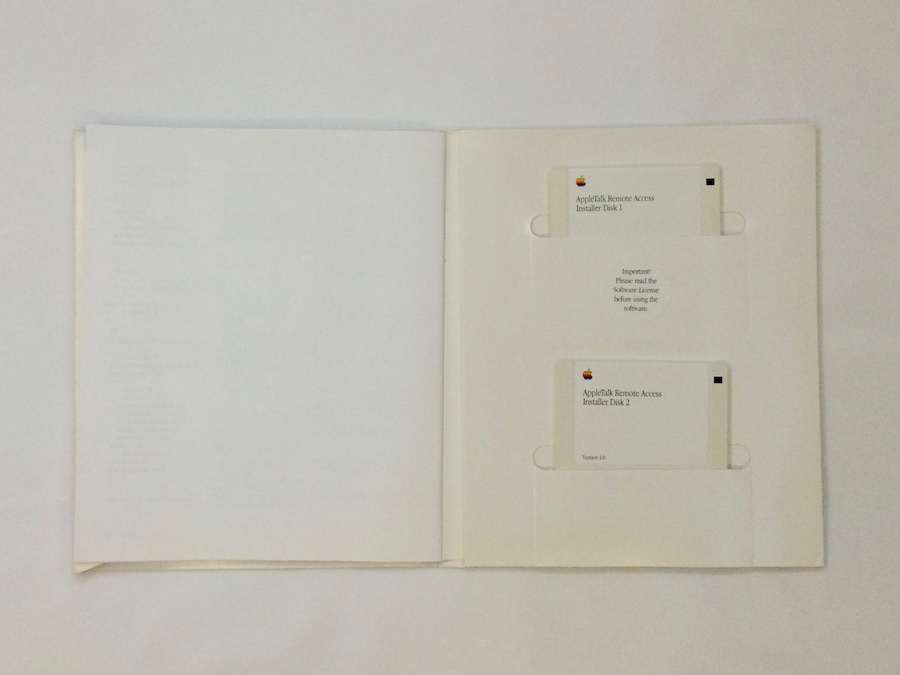 AppleTalk Remote Access
Installer Disk 1
Important!
Please read the
Software License
before using the
software.
AppleTalk Remote Access
Installer Disk 2
Version 1.0